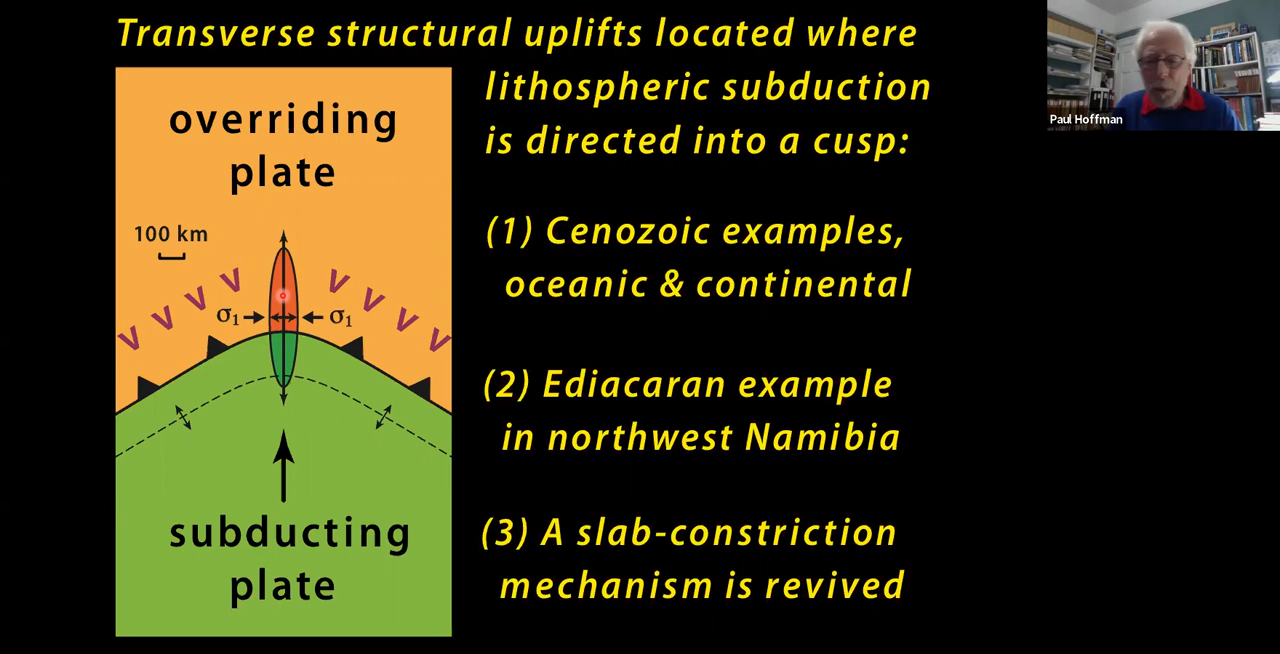 Transverse structural uplifts located where
lithospheric subduction
is directed into a cusp:
(1) Cenozoic examples,
oceanic & continental
(2) Ediacaran example
in northwest Namibia
(3) A slab-constriction
mechanism is revived
overriding
plate
100 km
V V V V V V V V
σ1 σ1
subducting
plate
Paul Hoffman